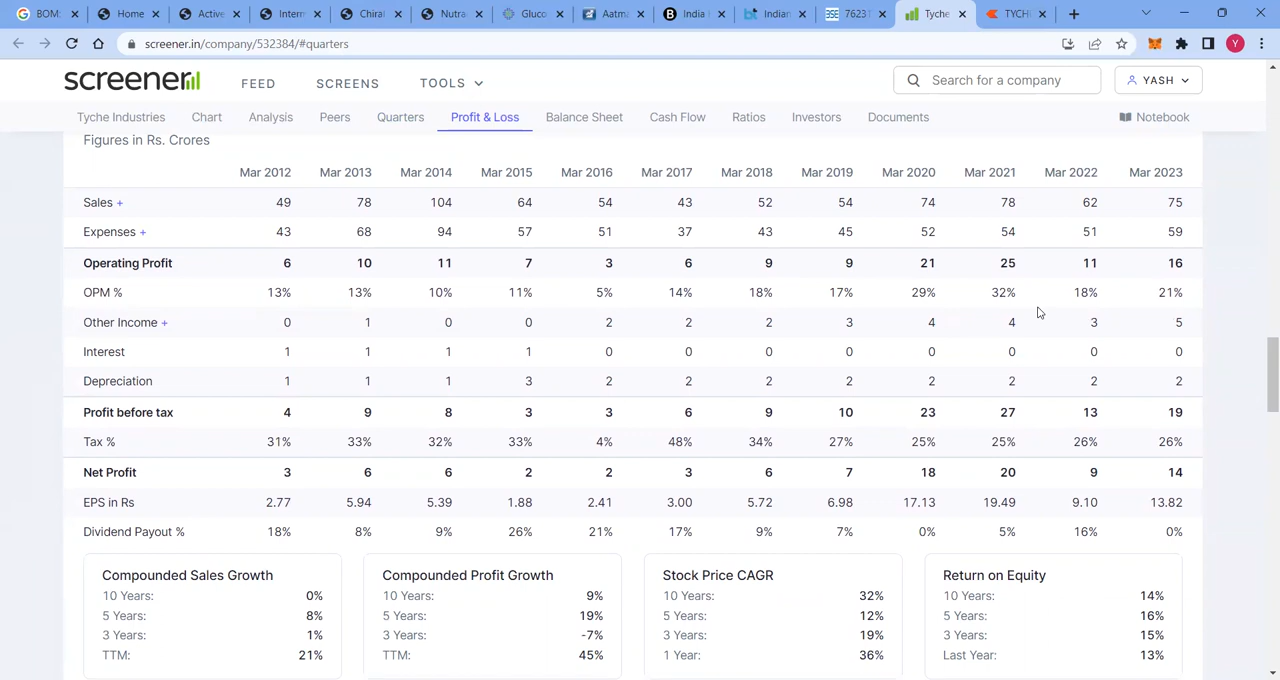 BOM:
Home
Active
Intern
Chiral
Nutra
Gluco
Aatma
India
Indian
76231
Tyche
TYCH
screener.in/company/532384/#quarters
Y
screener
FEED
SCREENS
TOOLS
Search for a company
YASH
Tyche Industries Chart Analysis Peers Quarters Profit & Loss Balance Sheet Cash Flow Ratios Investors Documents Notebook
Figures in Rs. Crores
Mar 2012 Mar 2013 Mar 2014 Mar 2015 Mar 2016 Mar 2017 Mar 2018 Mar 2019 Mar 2020 Mar 2021 Mar 2022 Mar 2023
Sales + 49 78 104 64 54 43 52 54 74 78 62 75
Expenses + 43 68 94 57 51 37 43 45 52 54 51 59
Operating Profit 6 10 11 7 3 6 9 9 21 25 11 16
OPM % 13% 13% 10% 11% 5% 14% 18% 17% 29% 32% 18% 21%
Other Income + 0 1 0 0 2 2 2 3 4 4 3 5
Interest 1 1 1 1 0 0 0 0 0 0 0 0
Depreciation 1 1 1 3 2 2 2 2 2 2 2 2
Profit before tax 4 9 8 3 3 6 9 10 23 27 13 19
Tax % 31% 33% 32% 33% 4% 48% 34% 27% 25% 25% 26% 26%
Net Profit 3 6 6 2 2 3 6 7 18 20 9 14
EPS in Rs 2.77 5.94 5.39 1.88 2.41 3.00 5.72 6.98 17.13 19.49 9.10 13.82
Dividend Payout % 18% 8% 9% 26% 21% 17% 9% 7% 0% 5% 16% 0%
Compounded Sales Growth
10 Years: 0%
5 Years: 8%
3 Years: 1%
TTM: 21%
Compounded Profit Growth
10 Years: 9%
5 Years: 19%
3 Years: -7%
TTM: 45%
Stock Price CAGR
10 Years: 32%
5 Years: 12%
3 Years: 19%
1 Year: 36%
Return on Equity
10 Years: 14%
5 Years: 16%
3 Years: 15%
Last Year: 13%